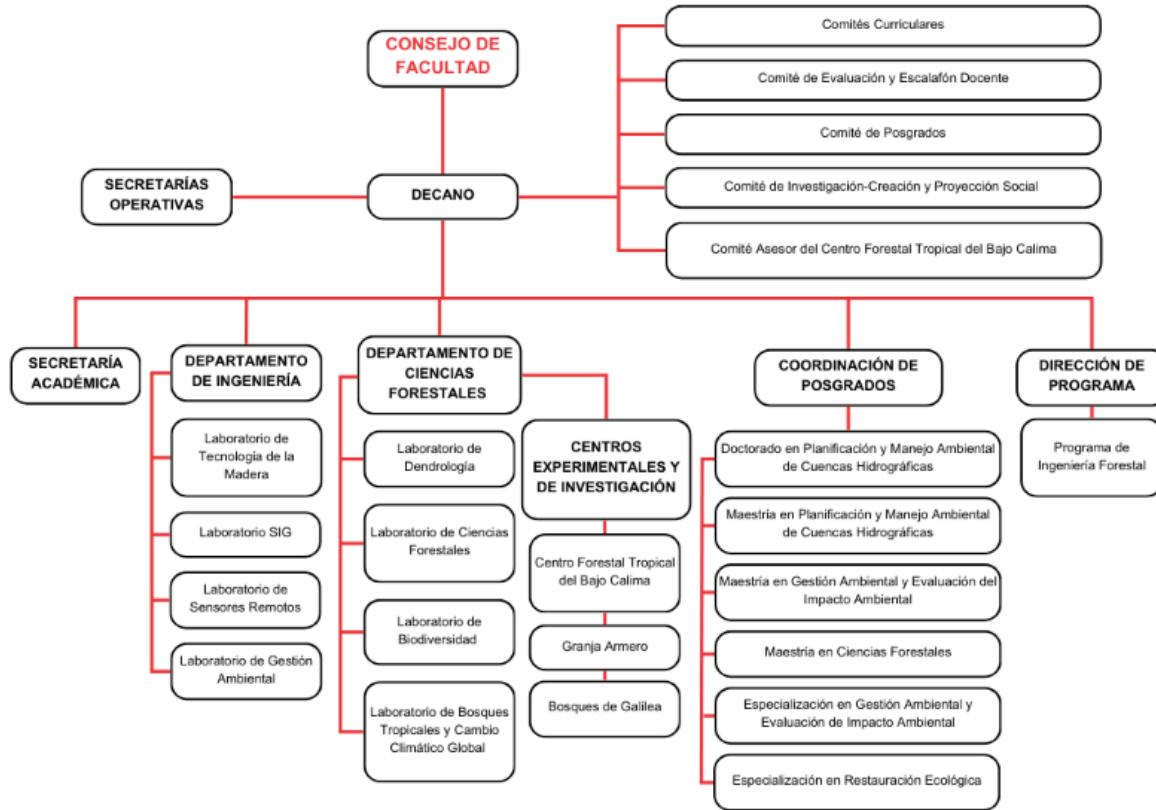 CONSEJO DE
FACULTAD
Comités Curriculares
Comité de Evaluación y Escalafón Docente
Comité de Posgrados
SECRETARÍAS
OPERATIVAS
DECANO
Comité de Investigación-Creación y Proyección Social
Comité Asesor del Centro Forestal Tropical del Bajo Calima
SECRETARÍA
ACADÉMICA
DEPARTAMENTO
DE INGENIERÍA
Laboratorio de
Tecnología de la
Madera
Laboratorio SIG
Laboratorio de
Sensores Remotos
Laboratorio de Gestión
Ambiental
DEPARTAMENTO DE
CIENCIAS
FORESTALES
Laboratorio de
Dendrología
Laboratorio de Ciencias
Forestales
Laboratorio de
Biodiversidad
Laboratorio de Bosques
Tropicales y Cambio
Climático Global
CENTROS
EXPERIMENTALES Y
DE INVESTIGACIÓN
Centro Forestal Tropical
del Bajo Calima
Granja Armero
Bosques de Galilea
COORDINACIÓN DE
POSGRADOS
Doctorado en Planificación y Manejo Ambiental
de Cuencas Hidrográficas
Maestría en Planificación y Manejo Ambiental
de Cuencas Hidrográficas
Maestría en Gestión Ambiental y Evaluación del
Impacto Ambiental
Maestría en Ciencias Forestales
Especialización en Gestión Ambiental y
Evaluación de Impacto Ambiental
Especialización en Restauración Ecológica
DIRECCIÓN DE
PROGRAMA
Programa de
Ingeniería Forestal